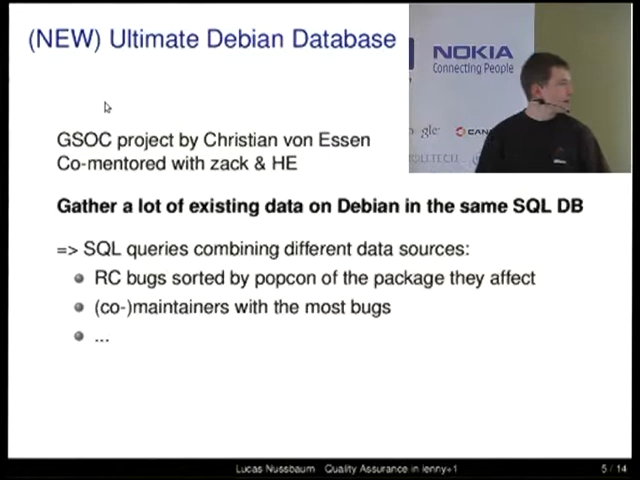 (NEW) Ultimate Debian Database
NOKIA
Connecting People
GSOC project by Christian von Essen
Co-mentored with zack & HE
Gather a lot of existing data on Debian in the same SQL DB
=> SQL queries combining different data sources:
RC bugs sorted by popcon of the package they affect
(co-)maintainers with the most bugs
...
Lucas Nussbaum Quality Assurance in lenny+1
5 / 14